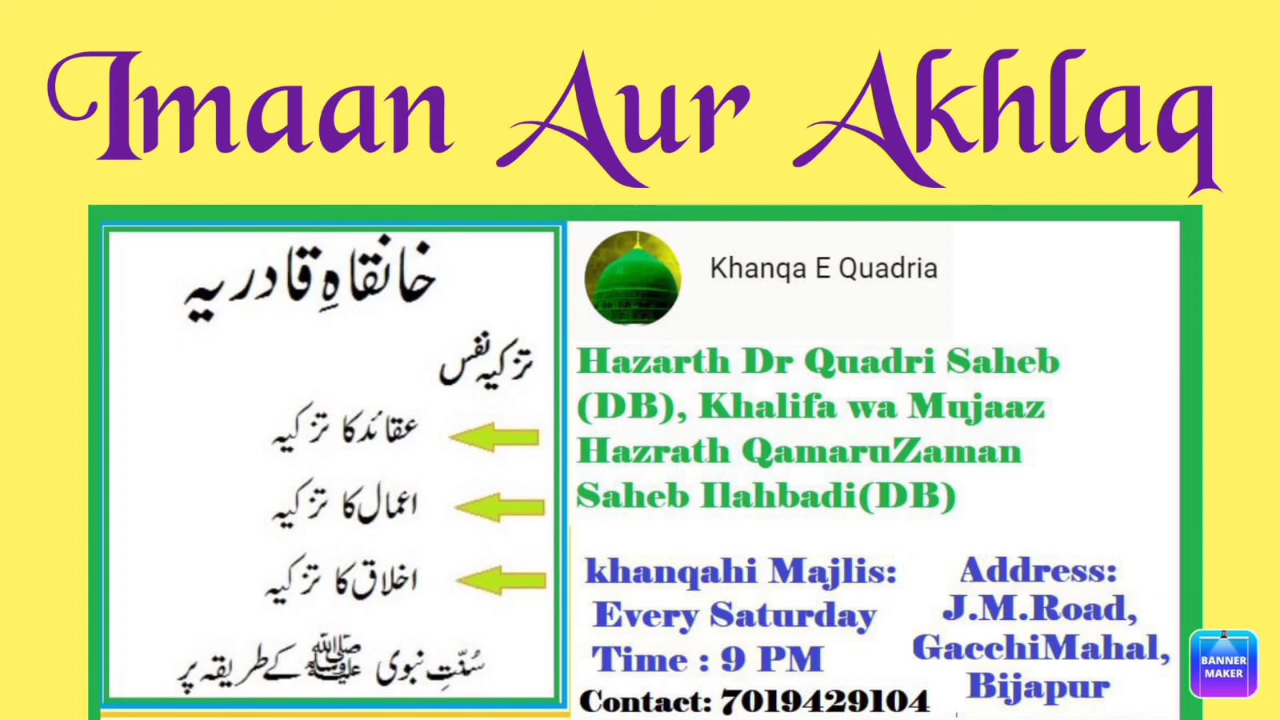 Imaan Aur Akhlaq
خانقاہِ قادریہ
تزکیہ نفس
عقائد کا تزکیہ
اعمال کا تزکیہ
اخلاق کا تزکیہ
سُنّتِ نبوی ﷺ کے طریقہ پر
Khanqa E Quadria
Hazarth Dr Quadri Saheb
(DB), Khalifa wa Mujaaz
Hazrath QamaruZaman
Saheb Ilahbadi(DB)
khanqahi Majlis:
Every Saturday
Time : 9 PM
Contact: 7019429104
Address:
J.M.Road,
GacchiMahal,
Bijapur
BANNER
MAKER